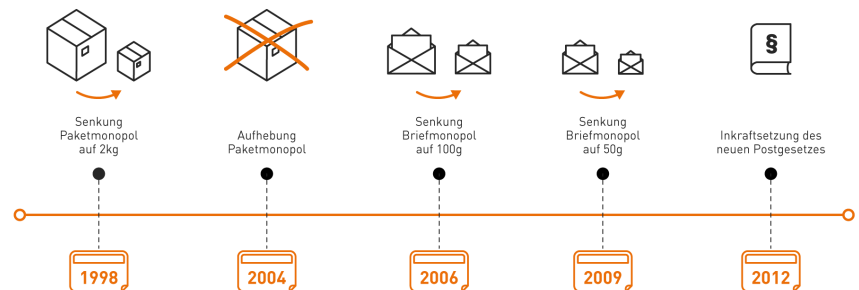 Senkung
Paketmonopol
auf 2kg
Aufhebung
Paketmonopol
Senkung
Briefmonopol
auf 100g
Senkung
Briefmonopol
auf 50g
§
Inkraftsetzung des
neuen Postgesetzes
1998
2004
2006
2009
2012